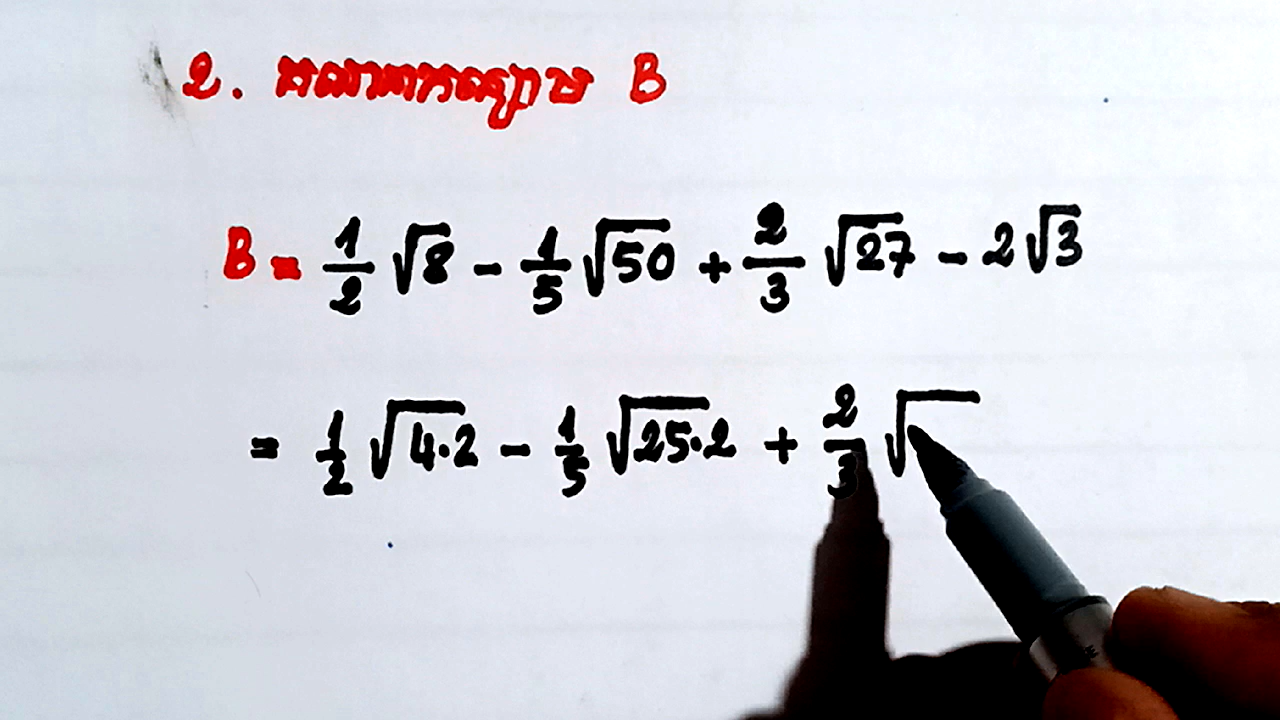 2. គណនាកន្សោម B
B = 1/2 √8 - 1/5 √50 + 2/3 √27 - 2√3
= 1/2 √4·2 - 1/5 √25·2 + 2/3 √